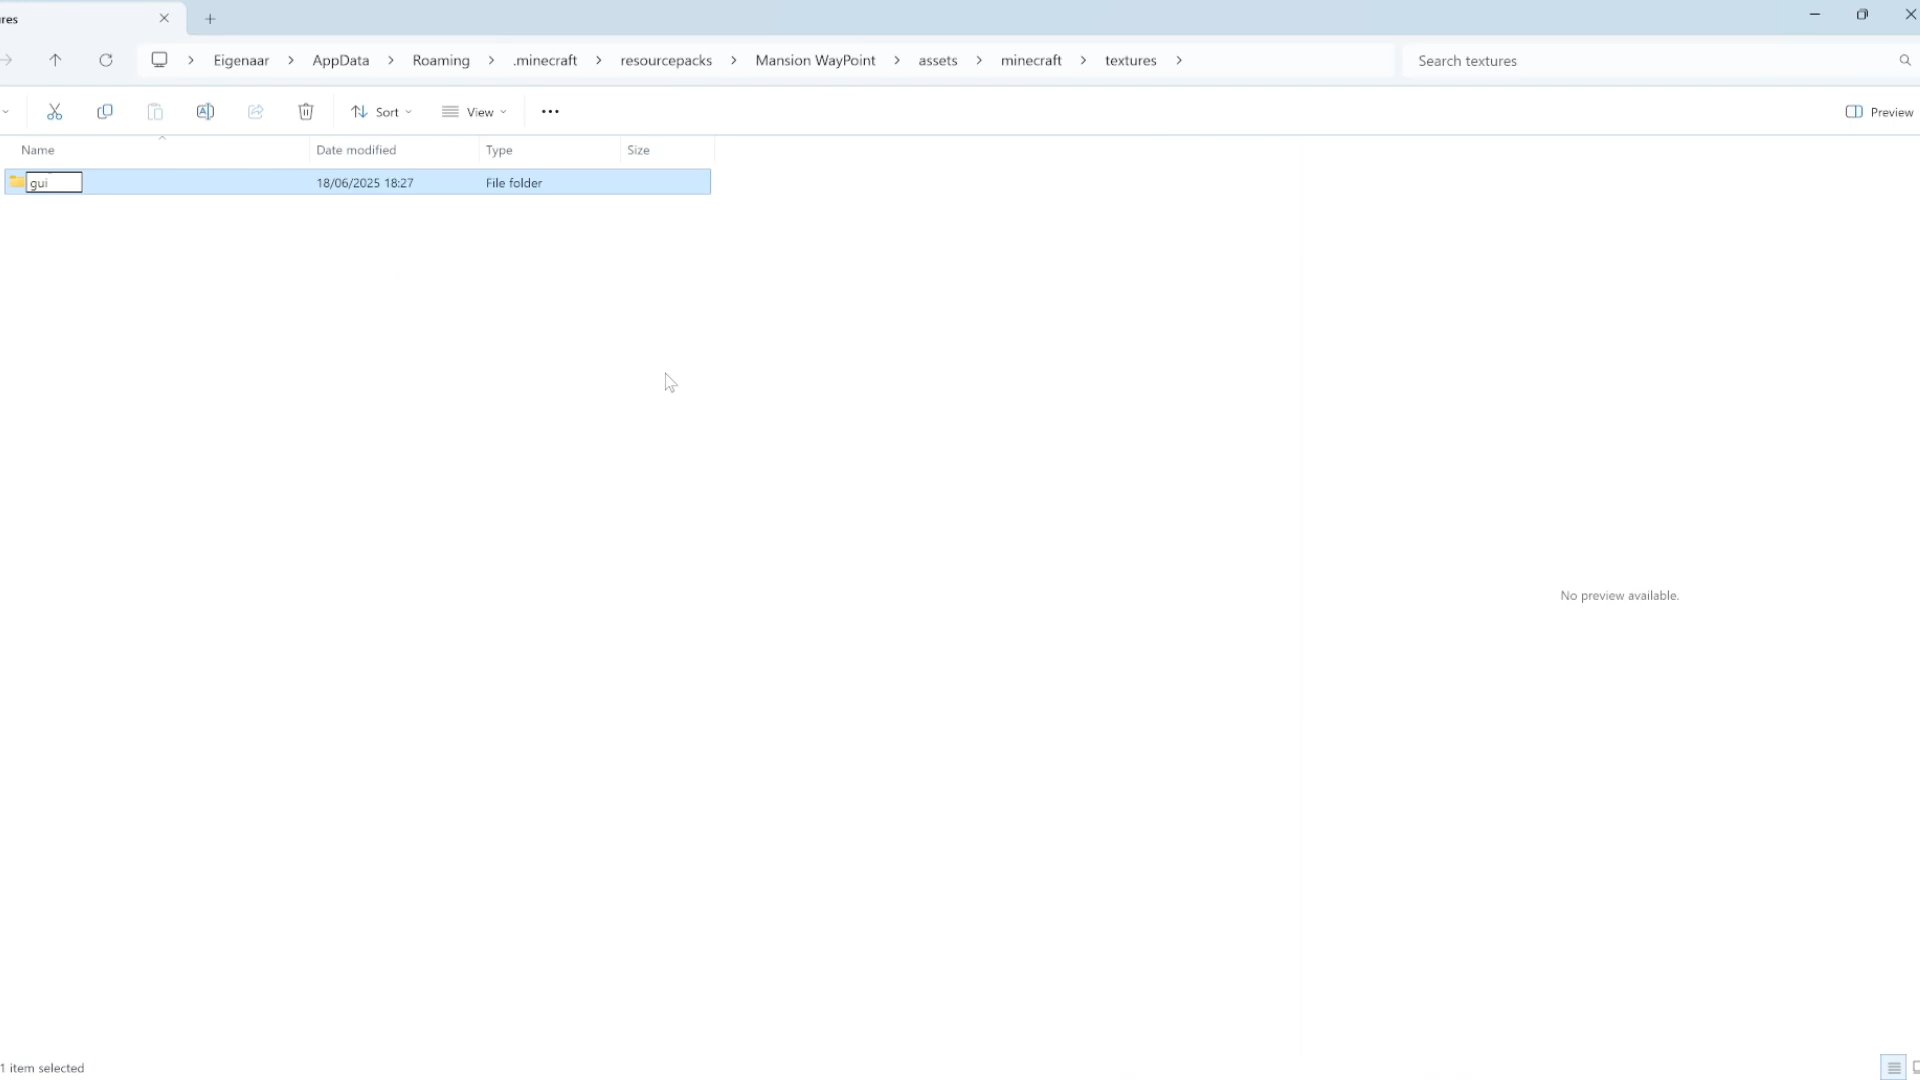 res
Eigenaar > AppData > Roaming > .minecraft > resourcepacks > Mansion WayPoint > assets > minecraft > textures >
Search textures
Sort
View
Preview
Name Date modified Type Size
gui 18/06/2025 18:27 File folder
No preview available.
1 item selected